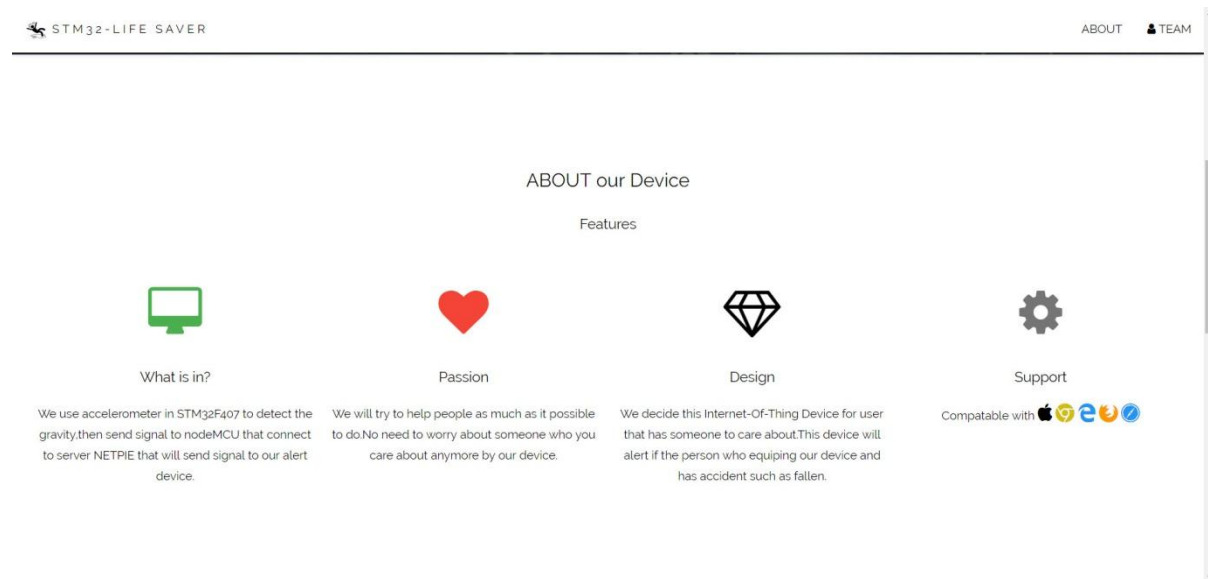 STM32-LIFE SAVER
ABOUT
TEAM
ABOUT our Device
Features
What is in?
We use accelerometer in STM32F407 to detect the
gravity,then send signal to nodeMCU that connect
to server NETPIE that will send signal to our alert
device.
Passion
We will try to help people as much as it possible
to do.No need to worry about someone who you
care about anymore by our device.
Design
We decide this Internet-Of-Thing Device for user
that has someone to care about.This device will
alert if the person who equiping our device and
has accident such as fallen.
Support
Compatable with